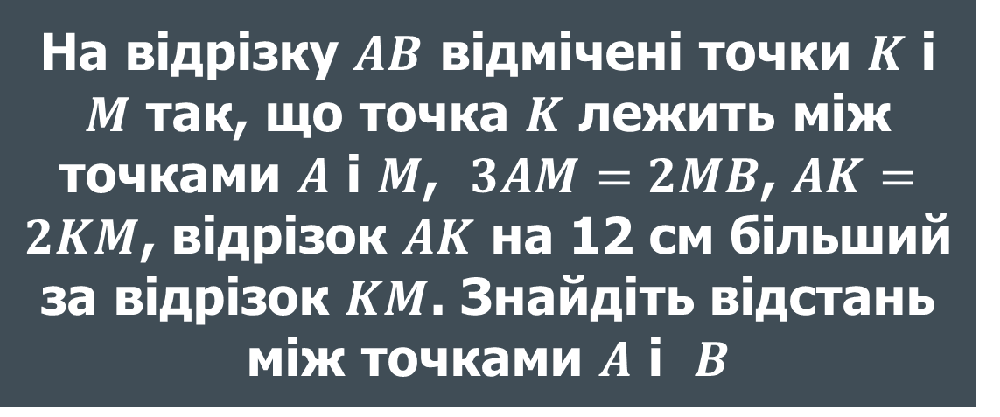 На відрізку AB відмічені точки K і
M так, що точка K лежить між
точками A і M, 3AM = 2MB, AK =
2KM, відрізок AK на 12 см більший
за відрізок KM. Знайдіть відстань
між точками A і B